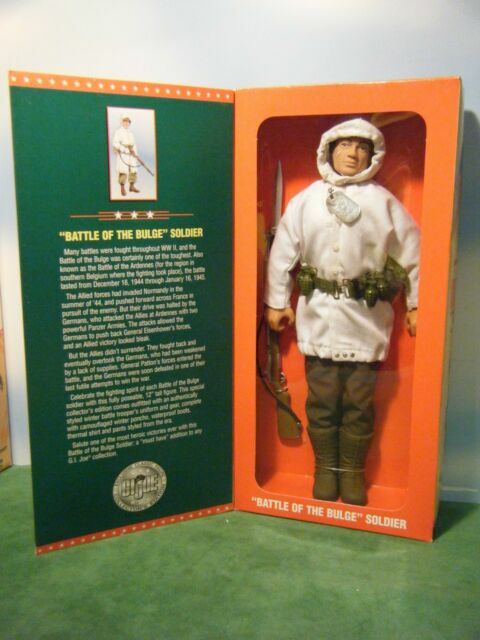 "BATTLE OF THE BULGE" SOLDIER
Many battles were fought throughout WW II, and the
Battle of the Bulge was certainly one of the toughest. Also
known as the Battle of the Ardennes (for the region in
southern Belgium where the fighting took place), the battle
lasted from December 16, 1944 through January 16, 1945.
The Allied forces had invaded Normandy in the
summer of '44, and pushed forward across France in
pursuit of the enemy. But their drive was halted by the
Germans, who attacked the Allies at Ardennes with two
powerful Panzer Armies. The attacks allowed the
Germans to push back General Eisenhower's forces,
and an Allied victory looked bleak.
But the Allies didn't surrender. They fought back and
eventually overtook the Germans, who had been weakened
by a lack of supplies. General Patton's forces entered the
battle, and the Germans were soon defeated in one of their
last futile attempts to win the war.
Celebrate the fighting spirit of each Battle of the Bulge
soldier with this fully poseable, 12" tall figure. This special
collector's edition comes outfitted with an authentically
styled winter battle trooper's uniform and gear, complete
with camouflaged winter poncho, waterproof boots,
thermal shirt and pants styled from the era.
Salute one of the most heroic victories ever with this
Battle of the Bulge Soldier; a "must have" addition to any
G.I. Joe collection.
GI JOE
"BATTLE OF THE BULGE" SOLDIER